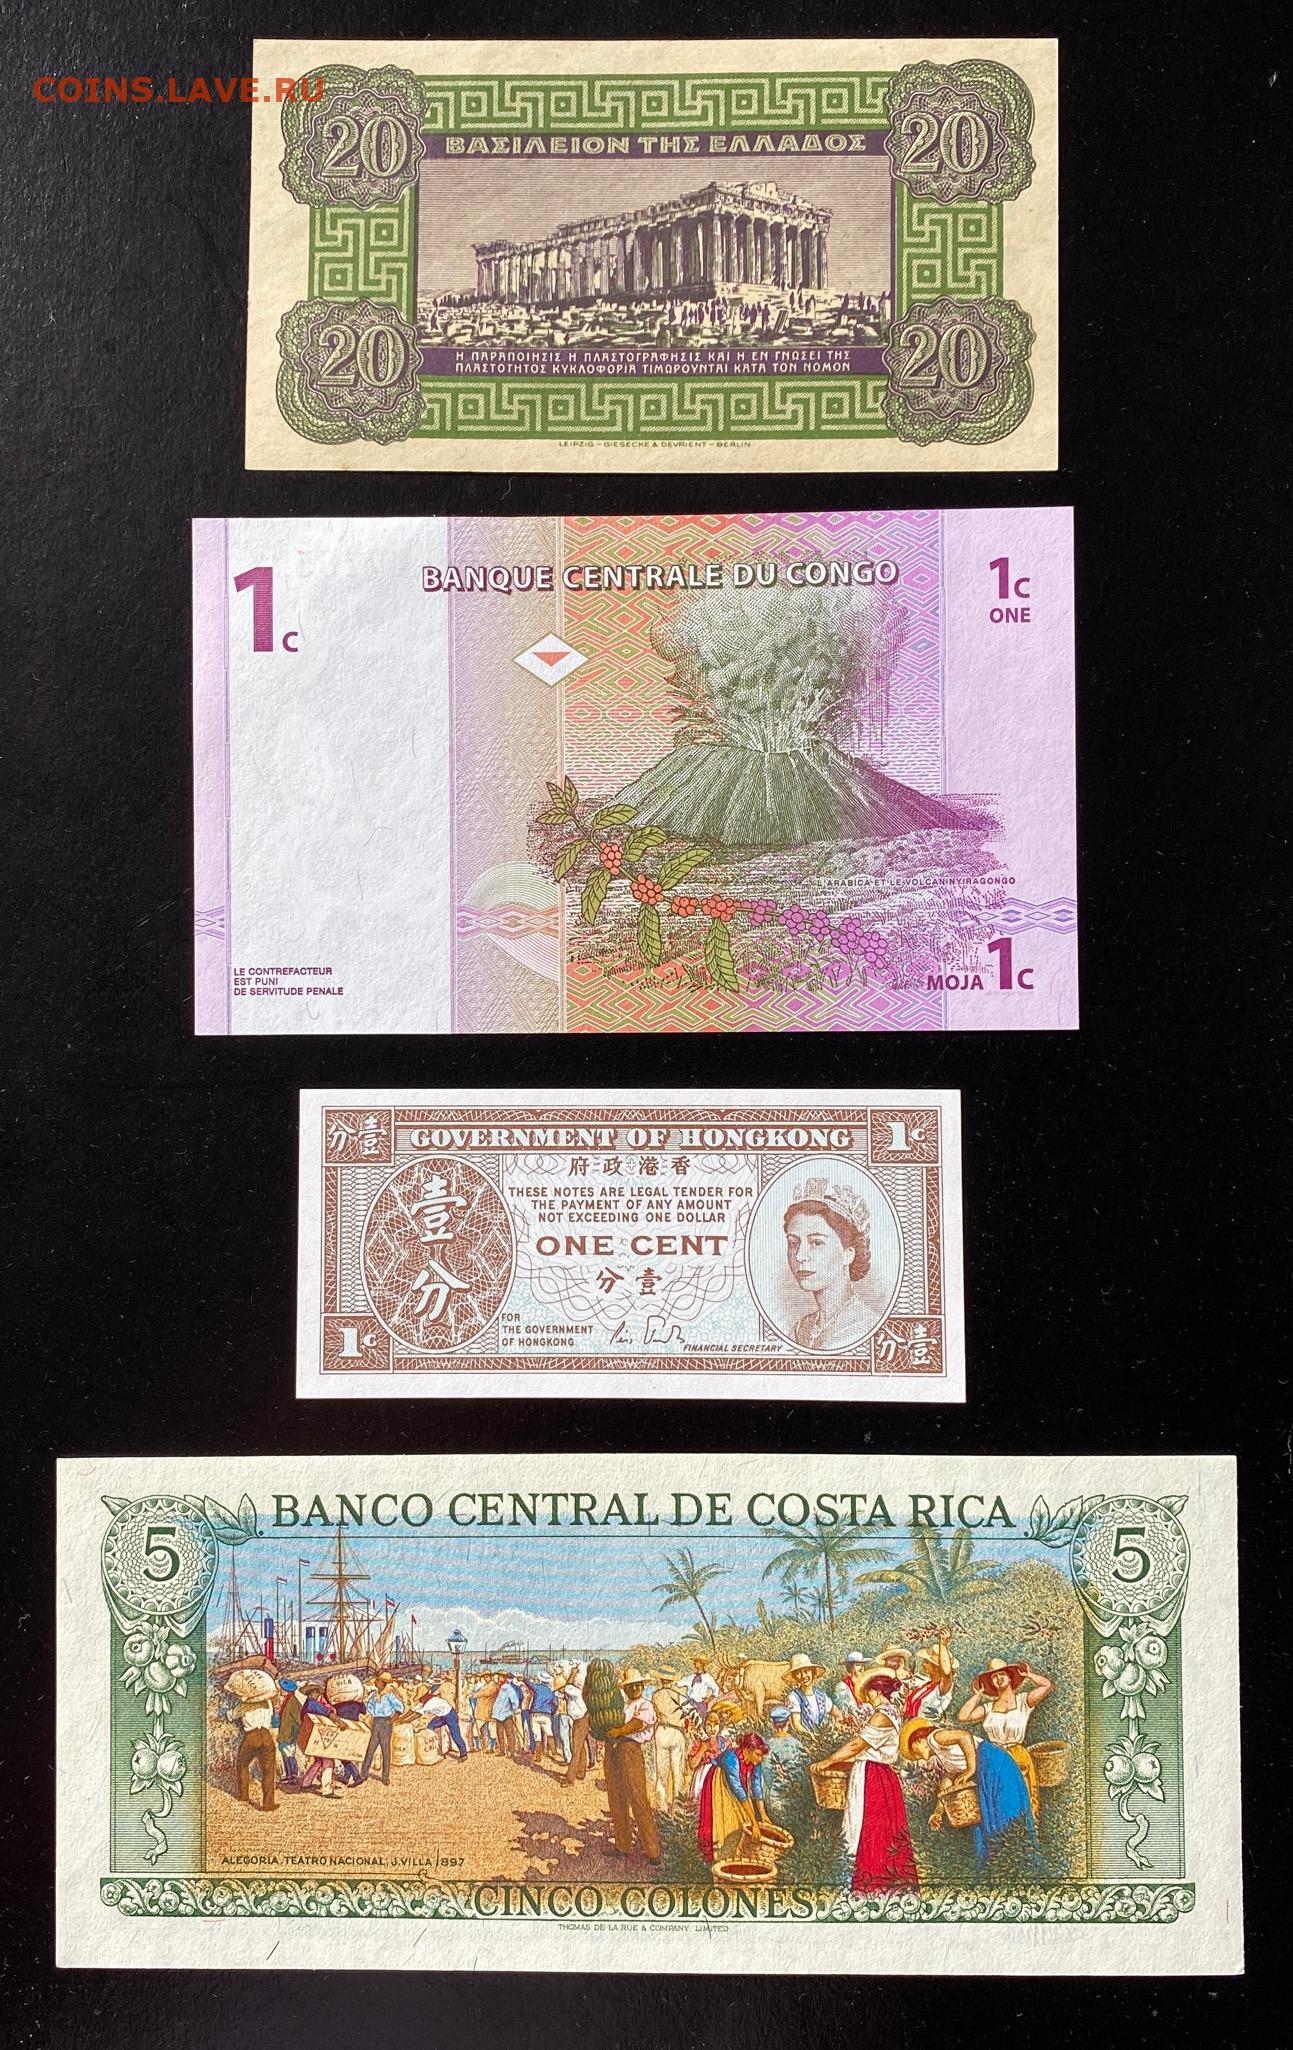 COINS.LAVE.RU
20
20
ΒΑΣΙΛΕΙΟΝ ΤΗΣ ΕΛΛΑΔΟΣ
20
20
Η ΠΑΡΑΠΟΙΗΣΙΣ Η ΠΛΑΣΤΟΓΡΑΦΗΣΙΣ ΚΑΙ Η ΕΝ ΓΝΩΣΕΙ ΤΗΣ
ΠΛΑΣΤΟΤΗΤΟΣ ΚΥΚΛΟΦΟΡΙΑ ΤΙΜΩΡΟΥΝΤΑΙ ΚΑΤΑ ΤΟΝ ΝΟΜΟΝ
LEIPZIG – GIESECKE & DEVRIENT – BERLIN
1c
BANQUE CENTRALE DU CONGO
1c
ONE
L'ARABICA ET LE VOLCAN NYIRAGONGO
LE CONTREFACTEUR
EST PUNI
DE SERVITUDE PENALE
MOJA 1c
分壹
GOVERNMENT OF HONGKONG
1c
府政港香
壹分
THESE NOTES ARE LEGAL TENDER FOR
THE PAYMENT OF ANY AMOUNT
NOT EXCEEDING ONE DOLLAR
ONE CENT
分壹
FOR
THE GOVERNMENT
OF HONGKONG
FINANCIAL SECRETARY
1c
分壹
BANCO CENTRAL DE COSTA RICA
5
5
ALEGORIA, TEATRO NACIONAL, J. VILLA 1897
CINCO COLONES
THOMAS DE LA RUE & COMPANY, LIMITED